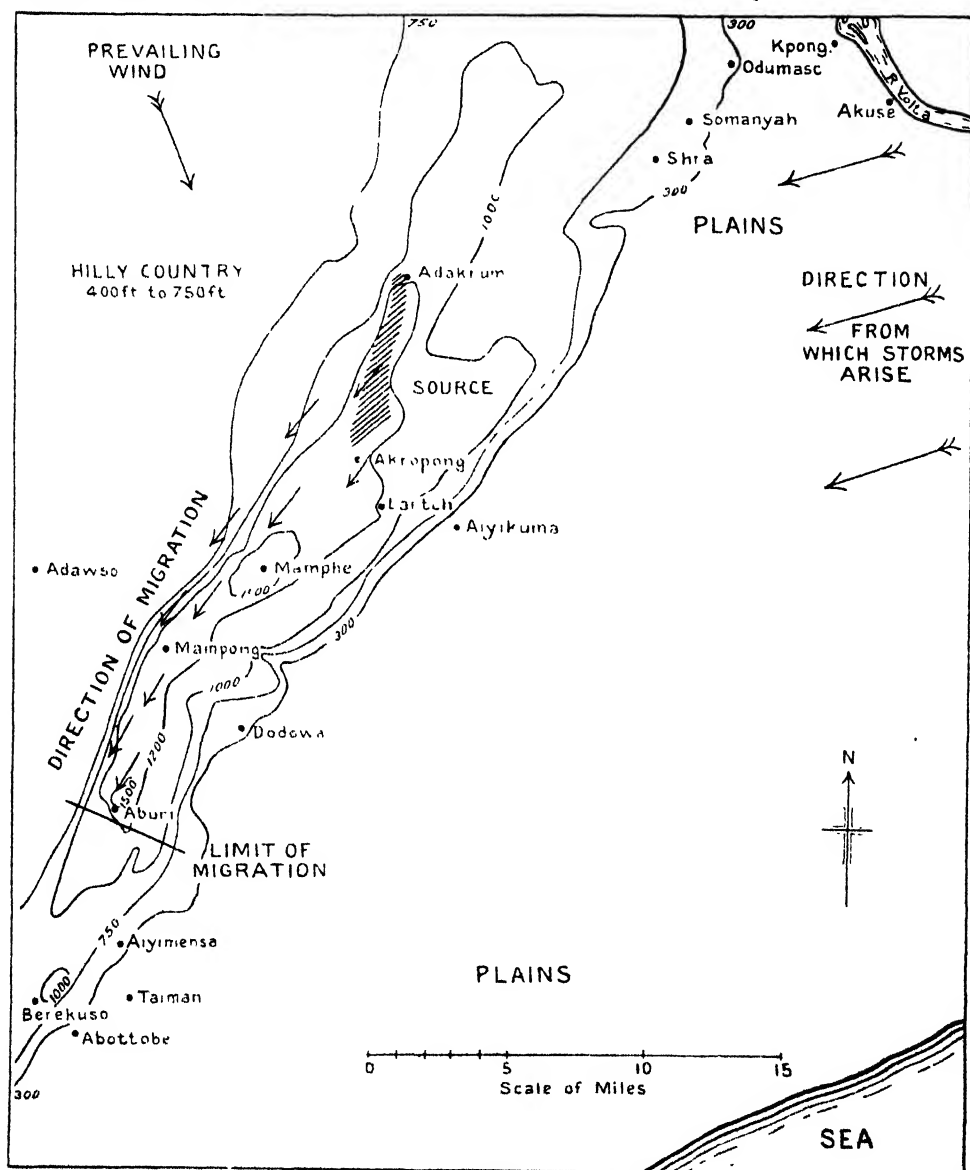 750
300
PREVAILING
WIND
Kpong.
Odumase
R. Volta
Akuse
Somanyah
Shra
300
PLAINS
1000
HILLY COUNTRY
400ft to 750ft
Adakrum
DIRECTION
FROM
WHICH STORMS
ARISE
SOURCE
Akropong
Larteh
Aiyikuma
DIRECTION OF MIGRATION
Adawso
Mamphe
Mampong
300
1000
Dodowa
1200
1500
Aburi
N
LIMIT OF
MIGRATION
750
Aiyimensa
PLAINS
1000
Taiman
Berekuso
Abottobe
0 5 10 15
Scale of Miles
300
SEA